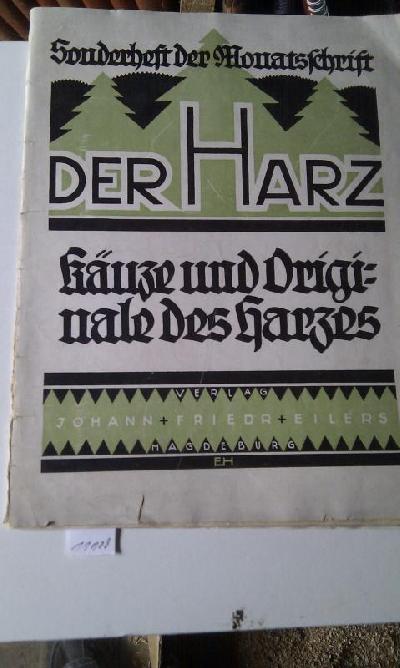 Sonderheft der Monatsschrift
DER HARZ
Käuze und Origi=
nale des Harzes
VERLAG
JOHANN + FRIEDR + EILERS
MAGDEBURG
EH